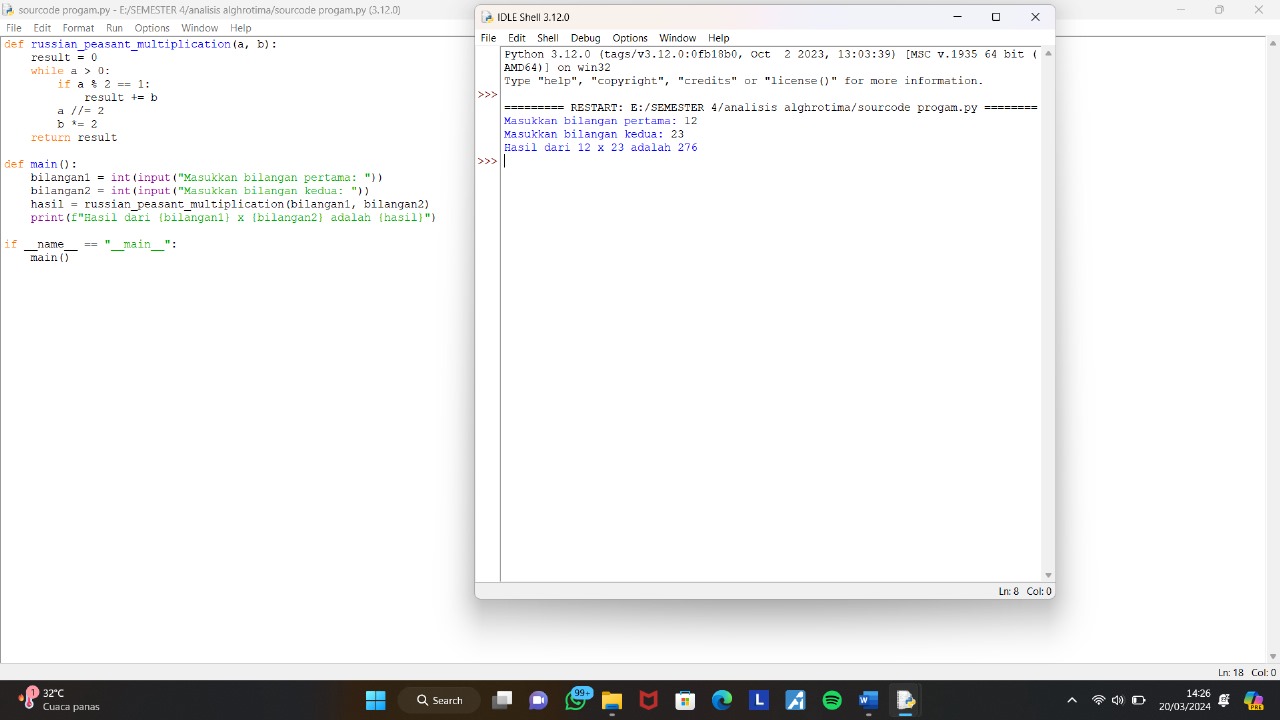 sourcode progam.py - E:/SEMESTER 4/analisis alghrotima/sourcode progam.py (3.12.0)
File Edit Format Run Options Window Help
def russian_peasant_multiplication(a, b):
    result = 0
    while a > 0:
        if a % 2 == 1:
            result += b
        a //= 2
        b *= 2
    return result
def main():
    bilangan1 = int(input("Masukkan bilangan pertama: "))
    bilangan2 = int(input("Masukkan bilangan kedua: "))
    hasil = russian_peasant_multiplication(bilangan1, bilangan2)
    print(f"Hasil dari {bilangan1} x {bilangan2} adalah {hasil}")
if __name__ == "__main__":
    main()
Ln: 18 Col: 0
IDLE Shell 3.12.0
File Edit Shell Debug Options Window Help
Python 3.12.0 (tags/v3.12.0:0fb18b0, Oct  2 2023, 13:03:39) [MSC v.1935 64 bit (
AMD64)] on win32
Type "help", "copyright", "credits" or "license()" for more information.
>>>
========= RESTART: E:/SEMESTER 4/analisis alghrotima/sourcode progam.py ========
Masukkan bilangan pertama: 12
Masukkan bilangan kedua: 23
Hasil dari 12 x 23 adalah 276
>>>
Ln: 8 Col: 0
1
32°C
Cuaca panas
Search
99+
L
W
14:26
20/03/2024
PRE